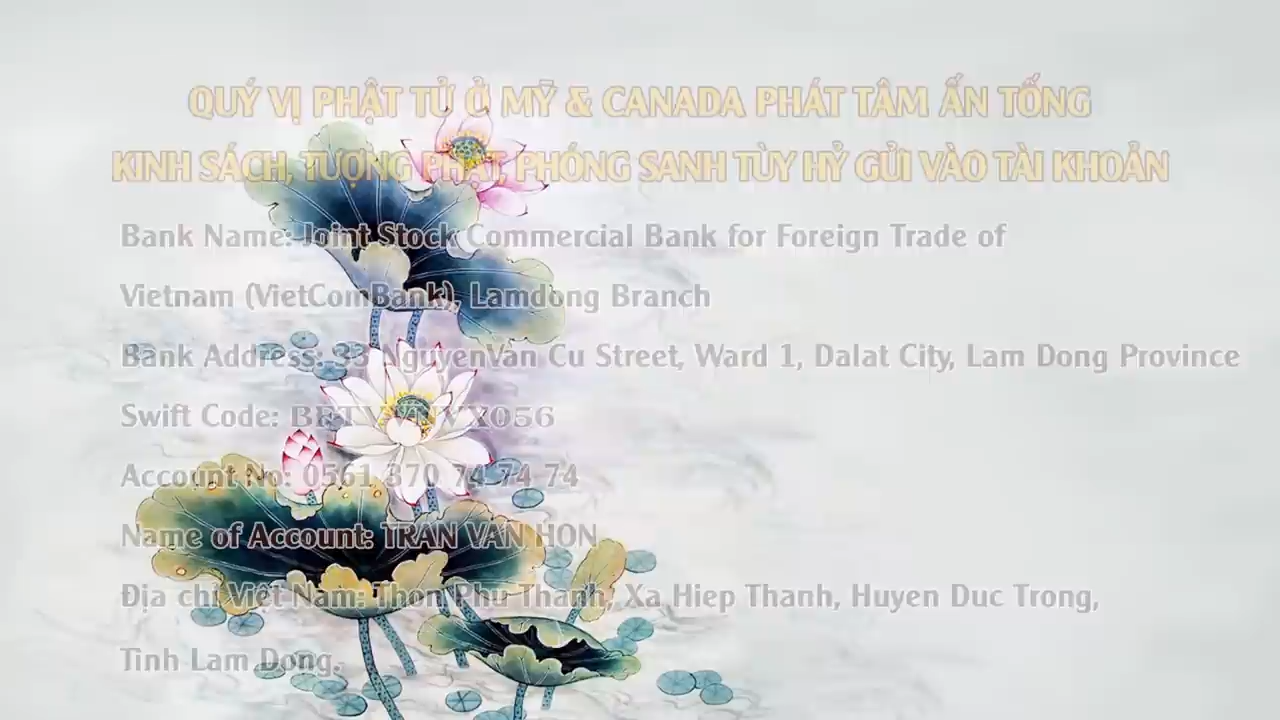 QUÝ VỊ PHẬT TỬ Ở MỸ & CANADA PHÁT TÂM ẤN TỐNG
KINH SÁCH, TƯỢNG PHẬT, PHÓNG SANH TÙY HỶ GỬI VÀO TÀI KHOẢN
Bank Name: Joint Stock Commercial Bank for Foreign Trade of
Vietnam (VietComBank), Lamdong Branch
Bank Address: 33 NguyenVan Cu Street, Ward 1, Dalat City, Lam Dong Province
Swift Code: BFTVVNVX056
Account No: 0561 370 74 74 74
Name of Account: TRAN VAN HON
Địa chỉ Việt Nam: Thon Phu Thanh, Xa Hiep Thanh, Huyen Duc Trong,
Tinh Lam Dong.